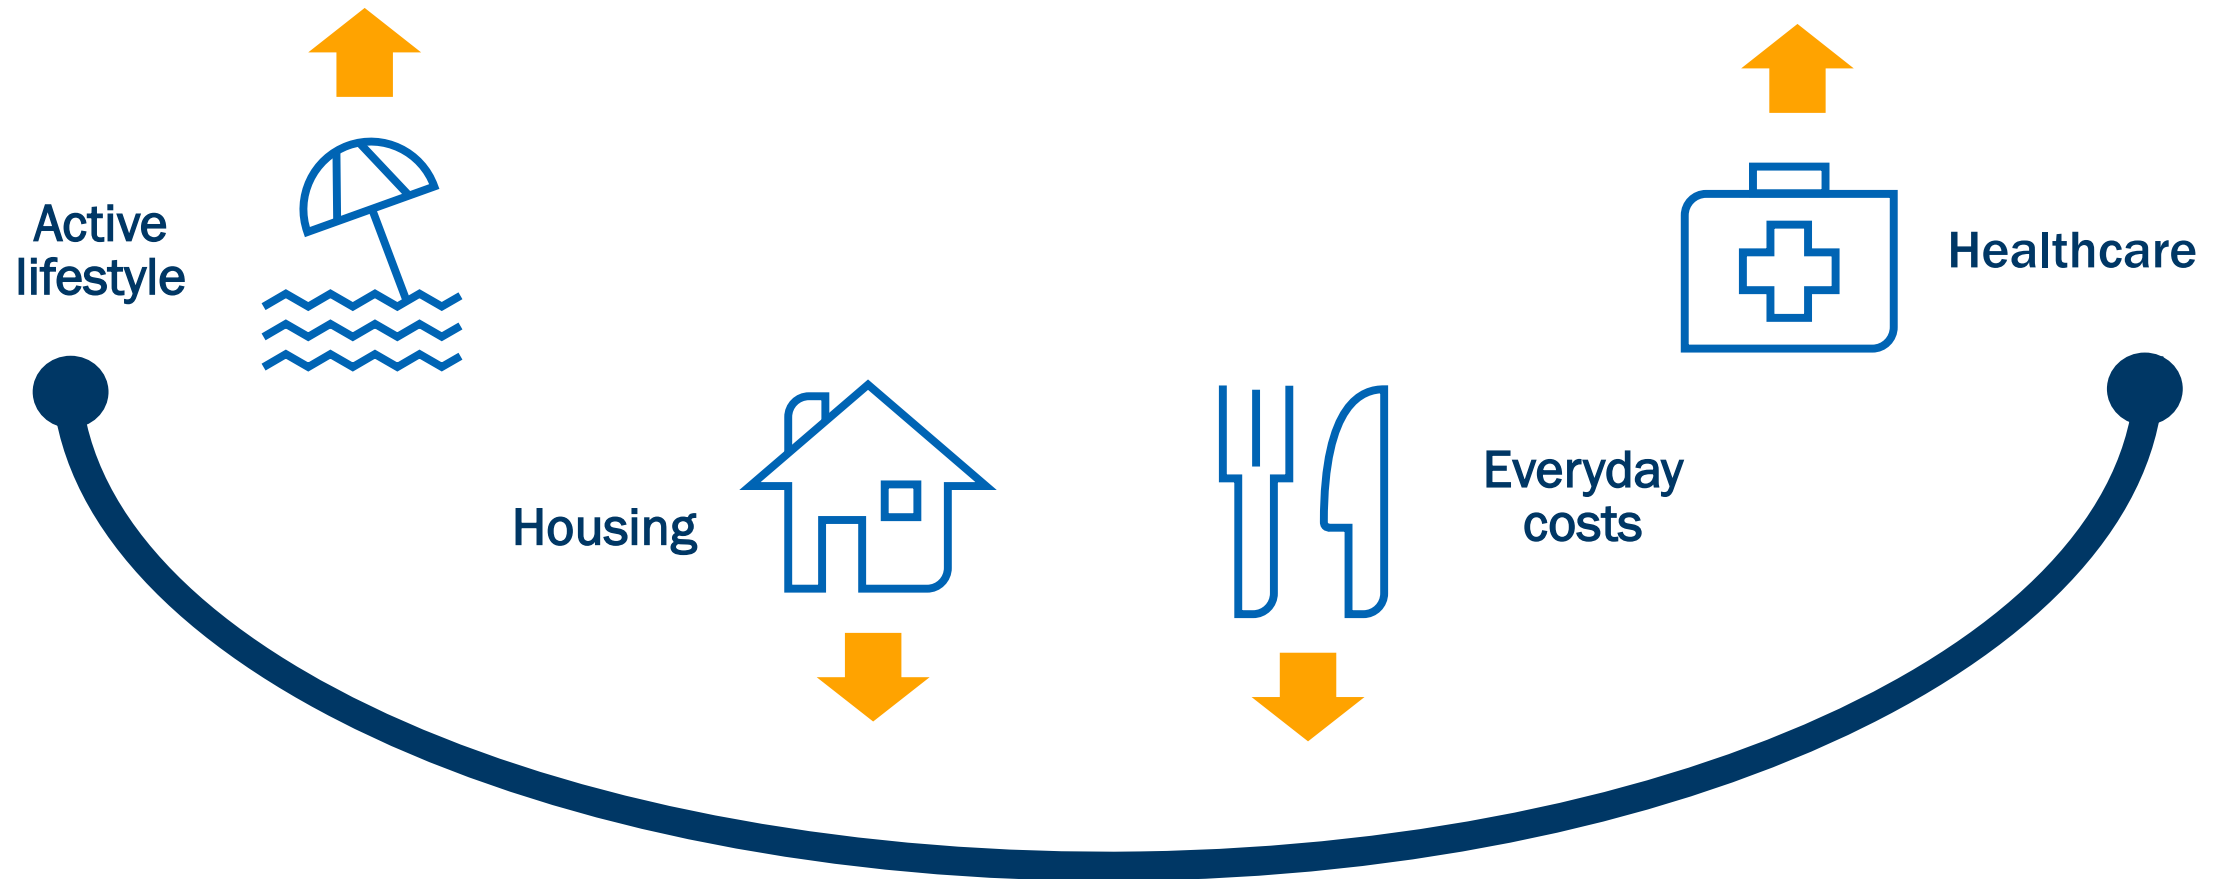 Active
lifestyle
Housing
Everyday
costs
Healthcare